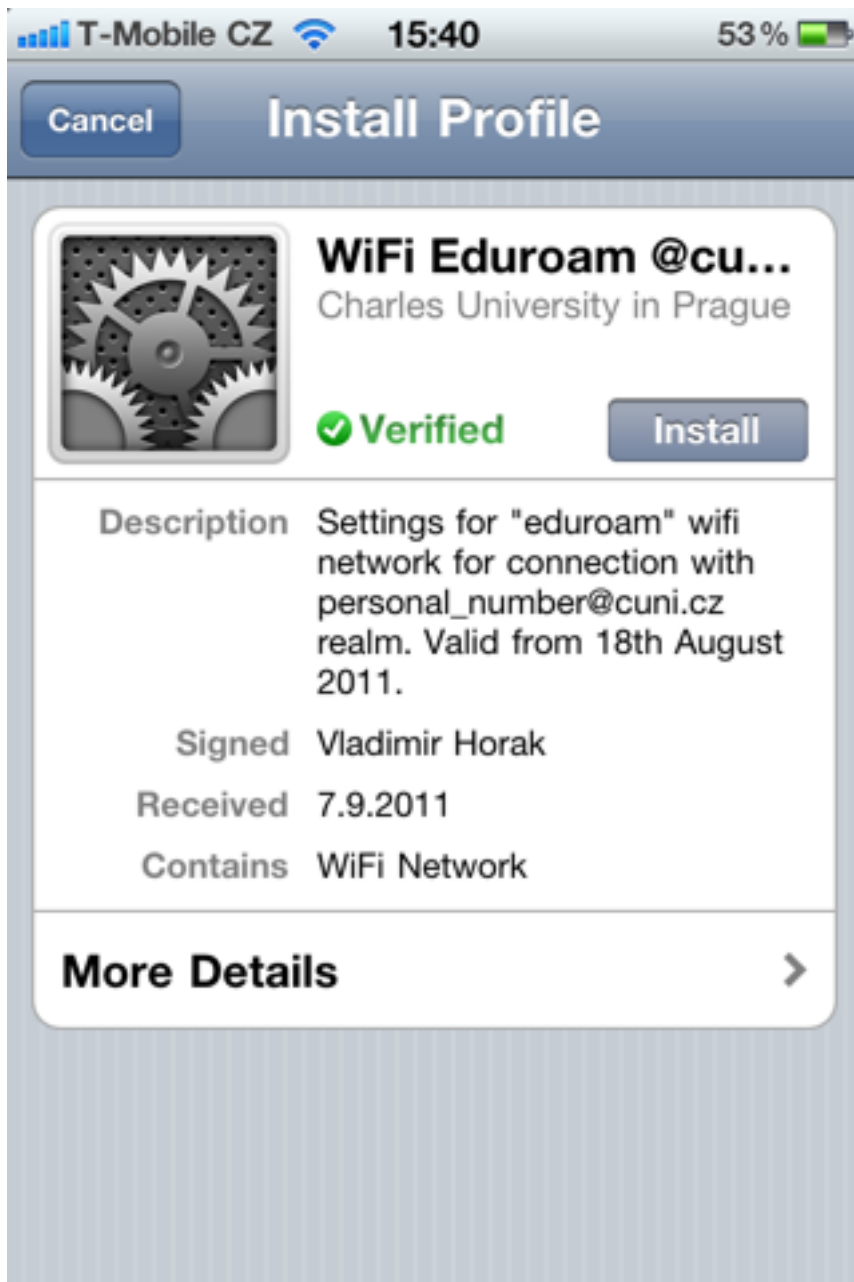 T-Mobile CZ 15:40 53 %
Cancel Install Profile
WiFi Eduroam @cu...
Charles University in Prague
Verified Install
Description Settings for "eduroam" wifi
network for connection with
personal_number@cuni.cz
realm. Valid from 18th August
2011.
Signed Vladimir Horak
Received 7.9.2011
Contains WiFi Network
More Details